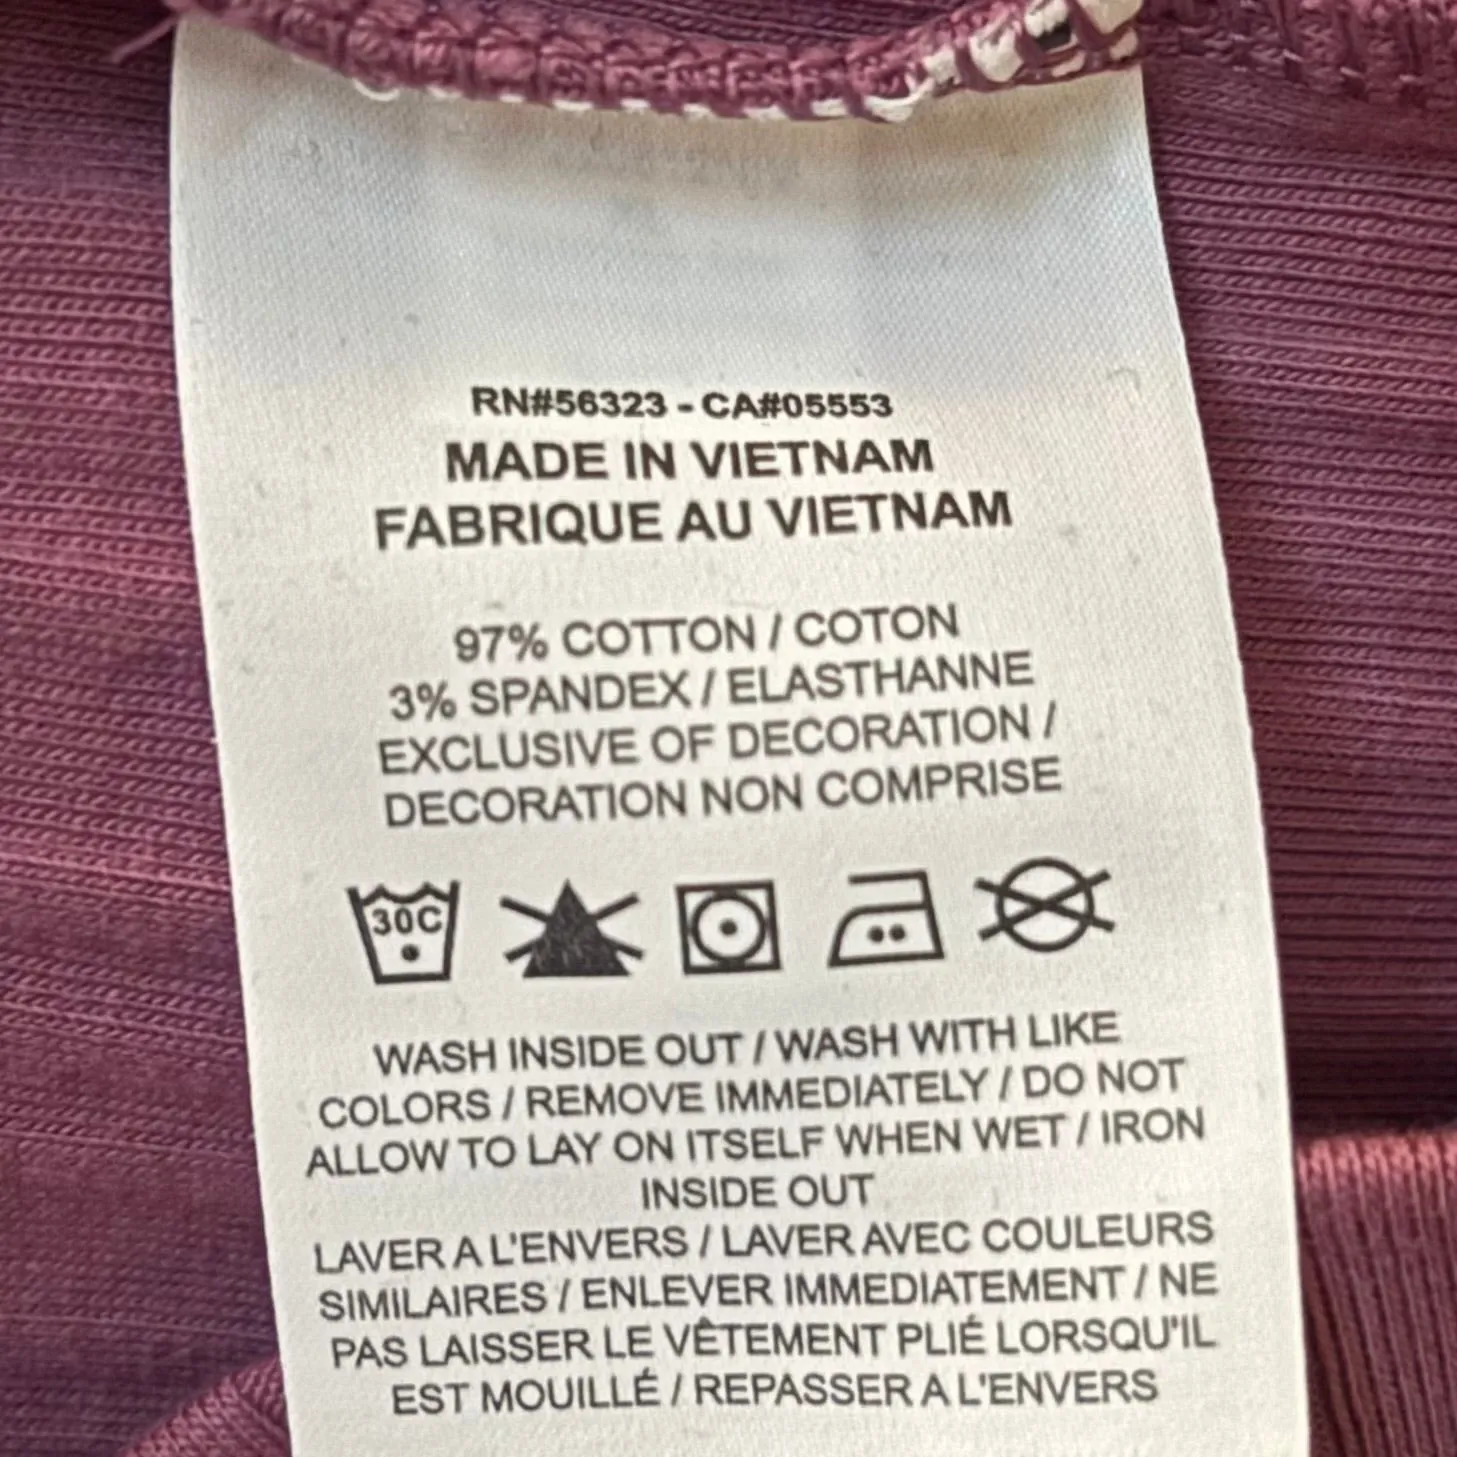 RN#56323 - CA#05553
MADE IN VIETNAM
FABRIQUE AU VIETNAM
97% COTTON / COTON
3% SPANDEX / ELASTHANNE
EXCLUSIVE OF DECORATION /
DECORATION NON COMPRISE
30C
WASH INSIDE OUT / WASH WITH LIKE
COLORS / REMOVE IMMEDIATELY / DO NOT
ALLOW TO LAY ON ITSELF WHEN WET / IRON
INSIDE OUT
LAVER A L'ENVERS / LAVER AVEC COULEURS
SIMILAIRES / ENLEVER IMMEDIATEMENT / NE
PAS LAISSER LE VÊTEMENT PLIÉ LORSQU'IL
EST MOUILLÉ / REPASSER A L'ENVERS